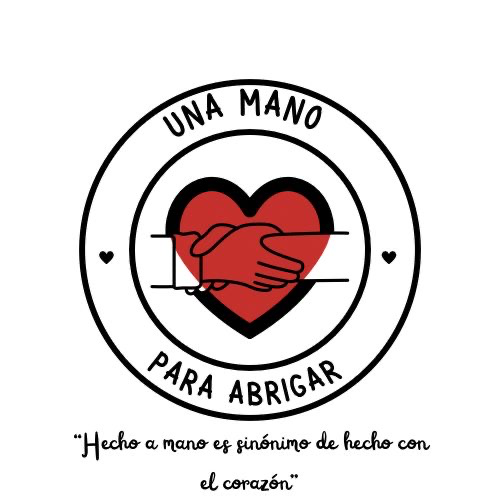 UNA MANO
PARA ABRIGAR
“Hecho a mano es sinónimo de hecho con
el corazón”